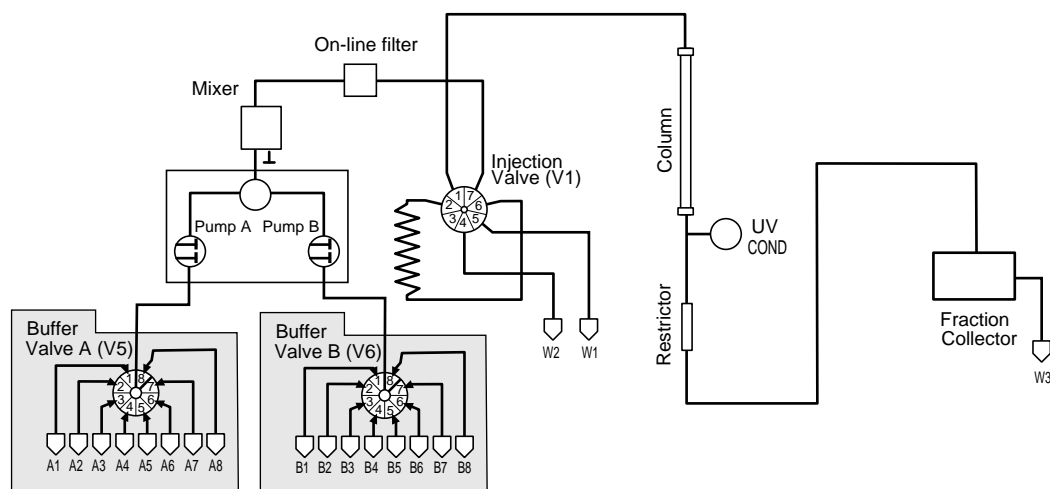 On-line filter
Mixer
Injection
Valve (V1)
1 7
2 6
3 5
4
Column
Pump A Pump B
UV
COND
Restrictor
Fraction
Collector
W2 W1
W3
Buffer
Valve A (V5)
1 8
2 7
3 6
4 5
A1 A2 A3 A4 A5 A6 A7 A8
Buffer
Valve B (V6)
1 8
2 7
3 6
4 5
B1 B2 B3 B4 B5 B6 B7 B8